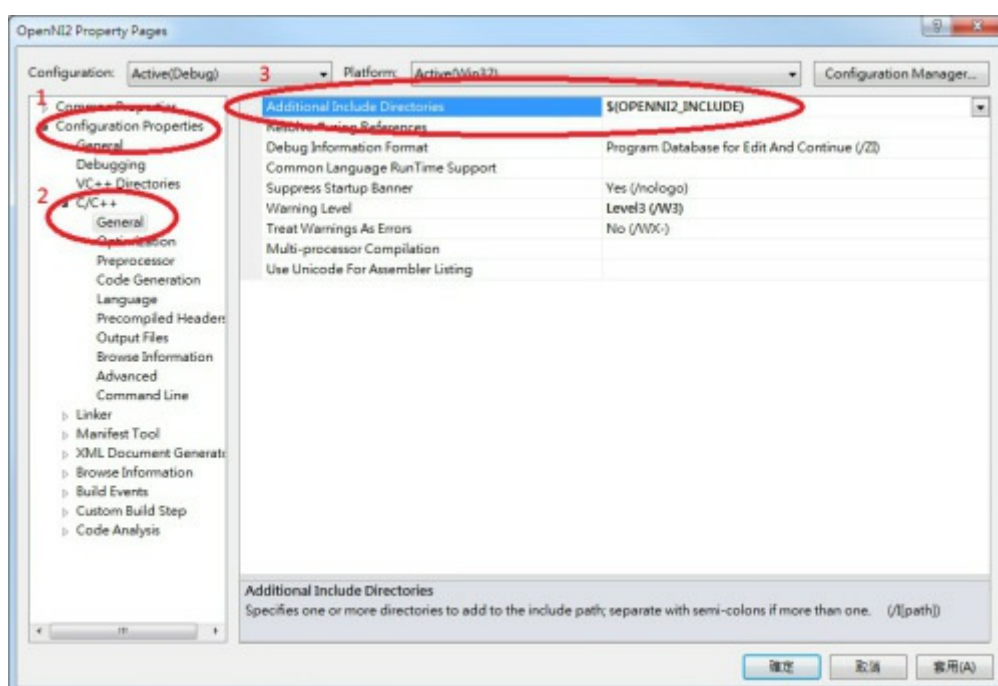 OpenNI2 Property Pages
Configuration: Active(Debug) Platform: Active(Win32) Configuration Manager...
3
1
Common Properties
Configuration Properties
General
Debugging
VC++ Directories
2
C/C++
General
Optimization
Preprocessor
Code Generation
Language
Precompiled Headers
Output Files
Browse Information
Advanced
Command Line
Linker
Manifest Tool
XML Document Generato
Browse Information
Build Events
Custom Build Step
Code Analysis
Additional Include Directories $(OPENNI2_INCLUDE)
Resolve #using References
Debug Information Format Program Database for Edit And Continue (/ZI)
Common Language RunTime Support
Suppress Startup Banner Yes (/nologo)
Warning Level Level3 (/W3)
Treat Warnings As Errors No (/WX-)
Multi-processor Compilation
Use Unicode For Assembler Listing
Additional Include Directories
Specifies one or more directories to add to the include path; separate with semi-colons if more than one. (/I[path])
確定 取消 套用(A)